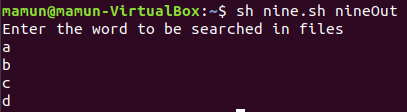 mamun@mamun-VirtualBox:~$ sh nine.sh nineOut
Enter the word to be searched in files
a
b
c
d